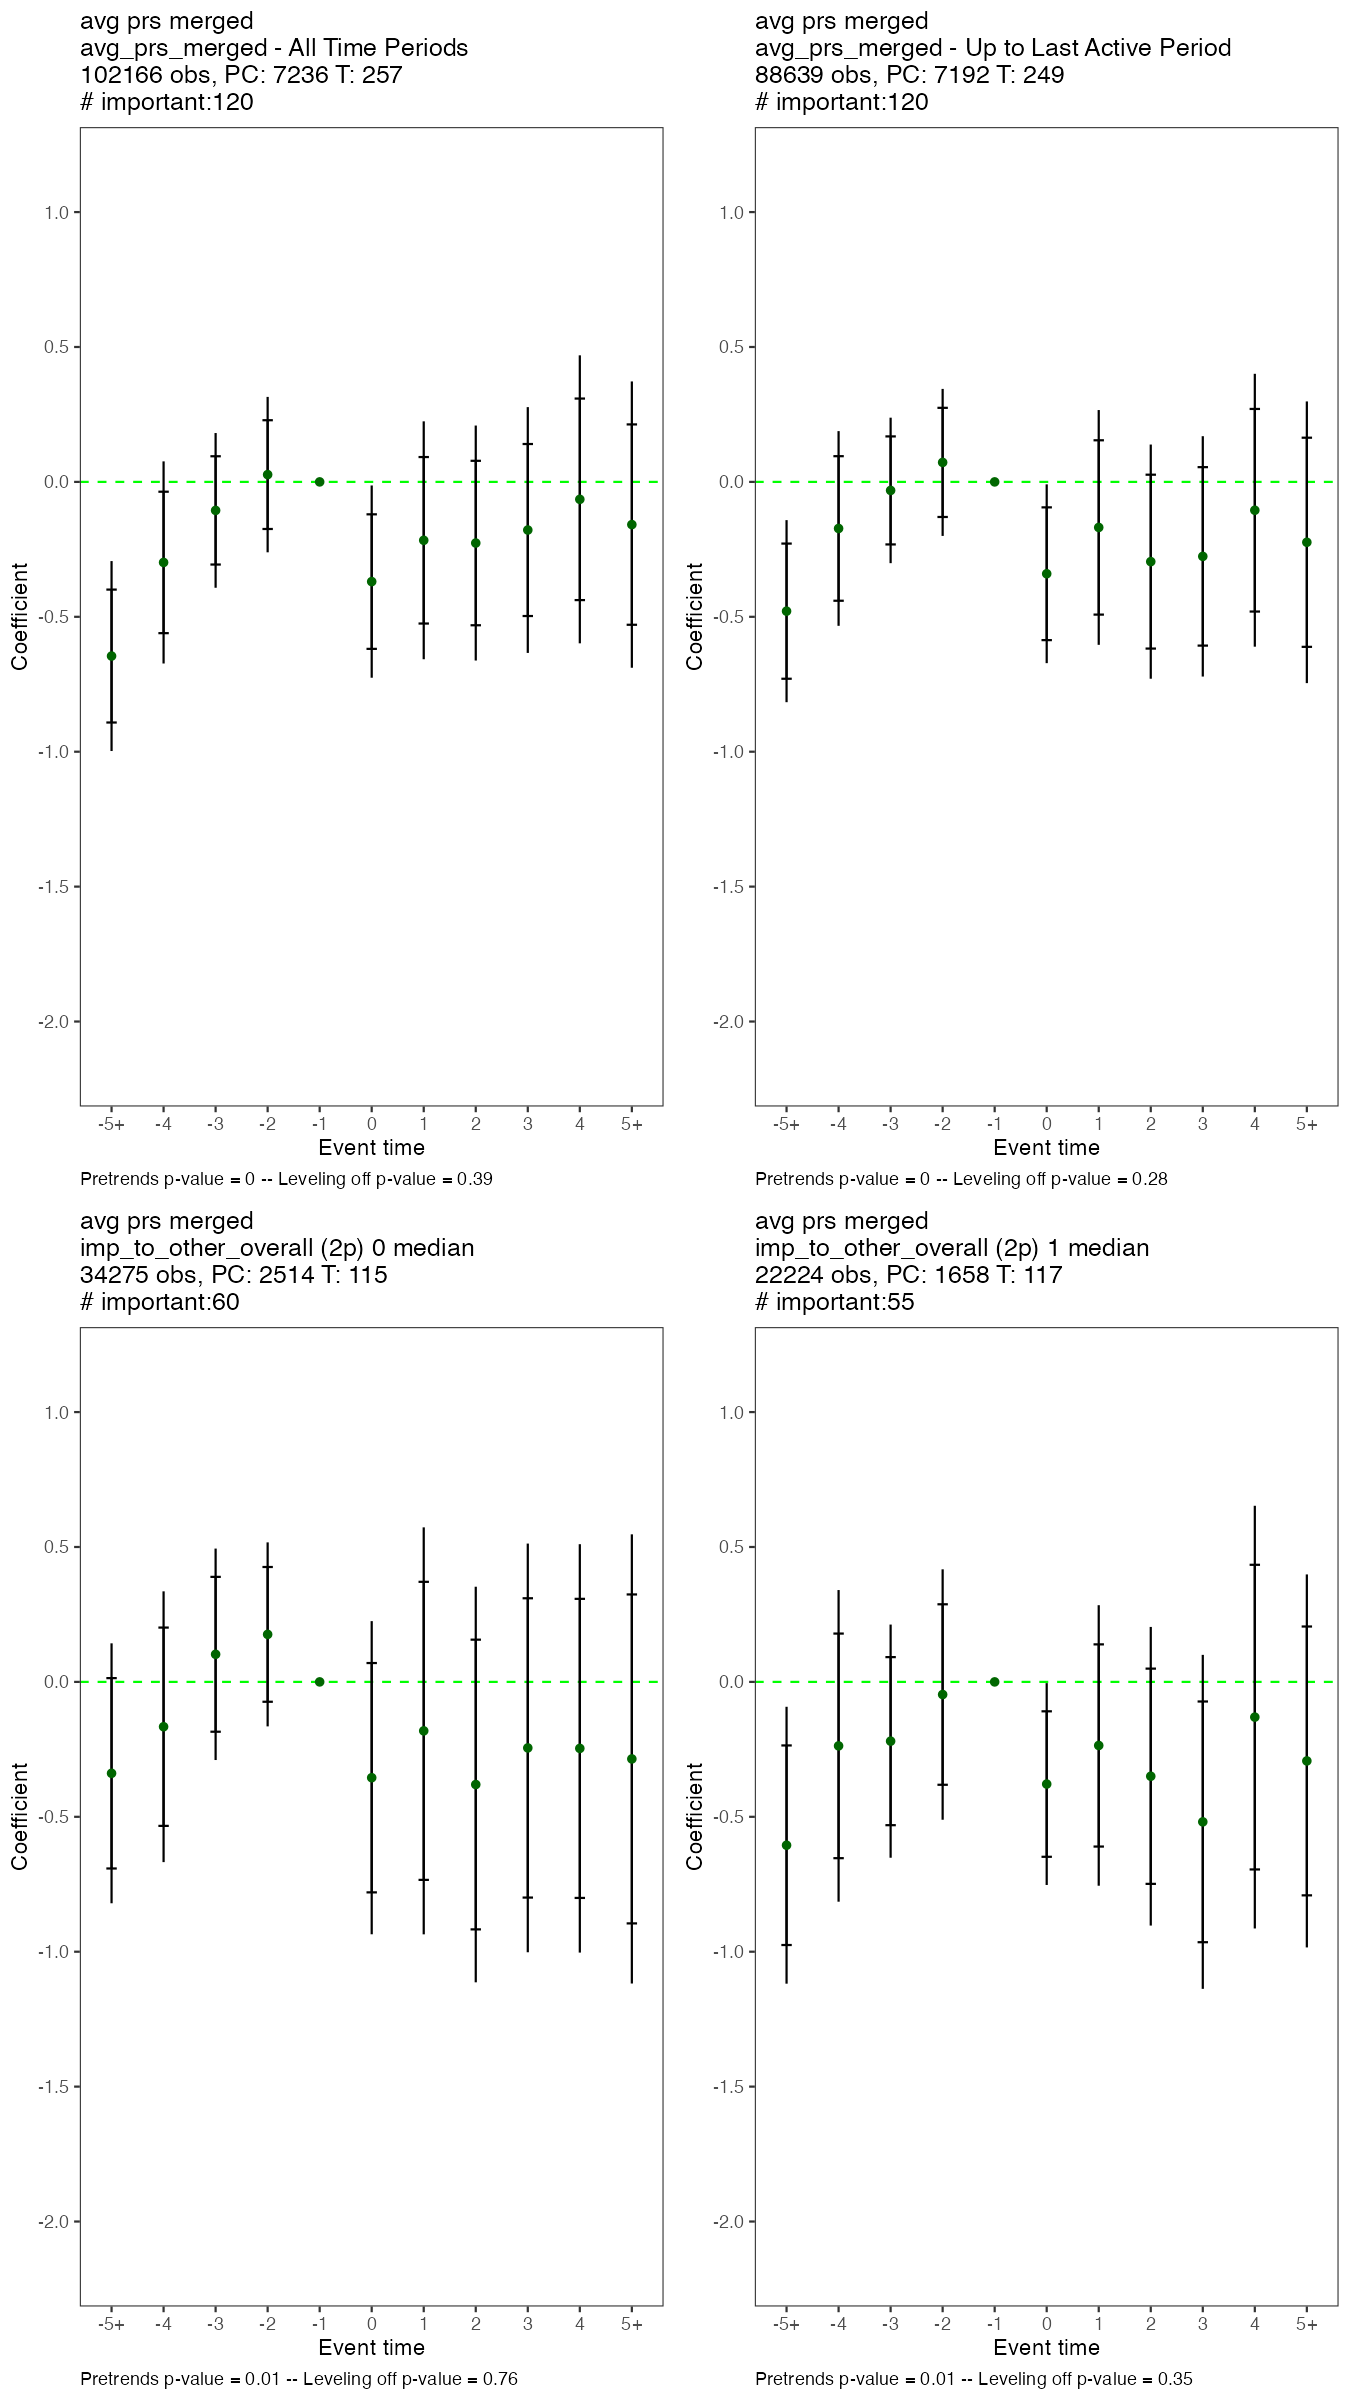 avg prs merged
avg_prs_merged - All Time Periods
102166 obs, PC: 7236 T: 257
# important:120
1.0
0.5
0.0
-0.5
-1.0
-1.5
-2.0
Coefficient
-5+ -4 -3 -2 -1 0 1 2 3 4 5+
Event time
Pretrends p-value = 0 -- Leveling off p-value = 0.39
avg prs merged
avg_prs_merged - Up to Last Active Period
88639 obs, PC: 7192 T: 249
# important:120
1.0
0.5
0.0
-0.5
-1.0
-1.5
-2.0
Coefficient
-5+ -4 -3 -2 -1 0 1 2 3 4 5+
Event time
Pretrends p-value = 0 -- Leveling off p-value = 0.28
avg prs merged
imp_to_other_overall (2p) 0 median
34275 obs, PC: 2514 T: 115
# important:60
1.0
0.5
0.0
-0.5
-1.0
-1.5
-2.0
Coefficient
-5+ -4 -3 -2 -1 0 1 2 3 4 5+
Event time
Pretrends p-value = 0.01 -- Leveling off p-value = 0.76
avg prs merged
imp_to_other_overall (2p) 1 median
22224 obs, PC: 1658 T: 117
# important:55
1.0
0.5
0.0
-0.5
-1.0
-1.5
-2.0
Coefficient
-5+ -4 -3 -2 -1 0 1 2 3 4 5+
Event time
Pretrends p-value = 0.01 -- Leveling off p-value = 0.35